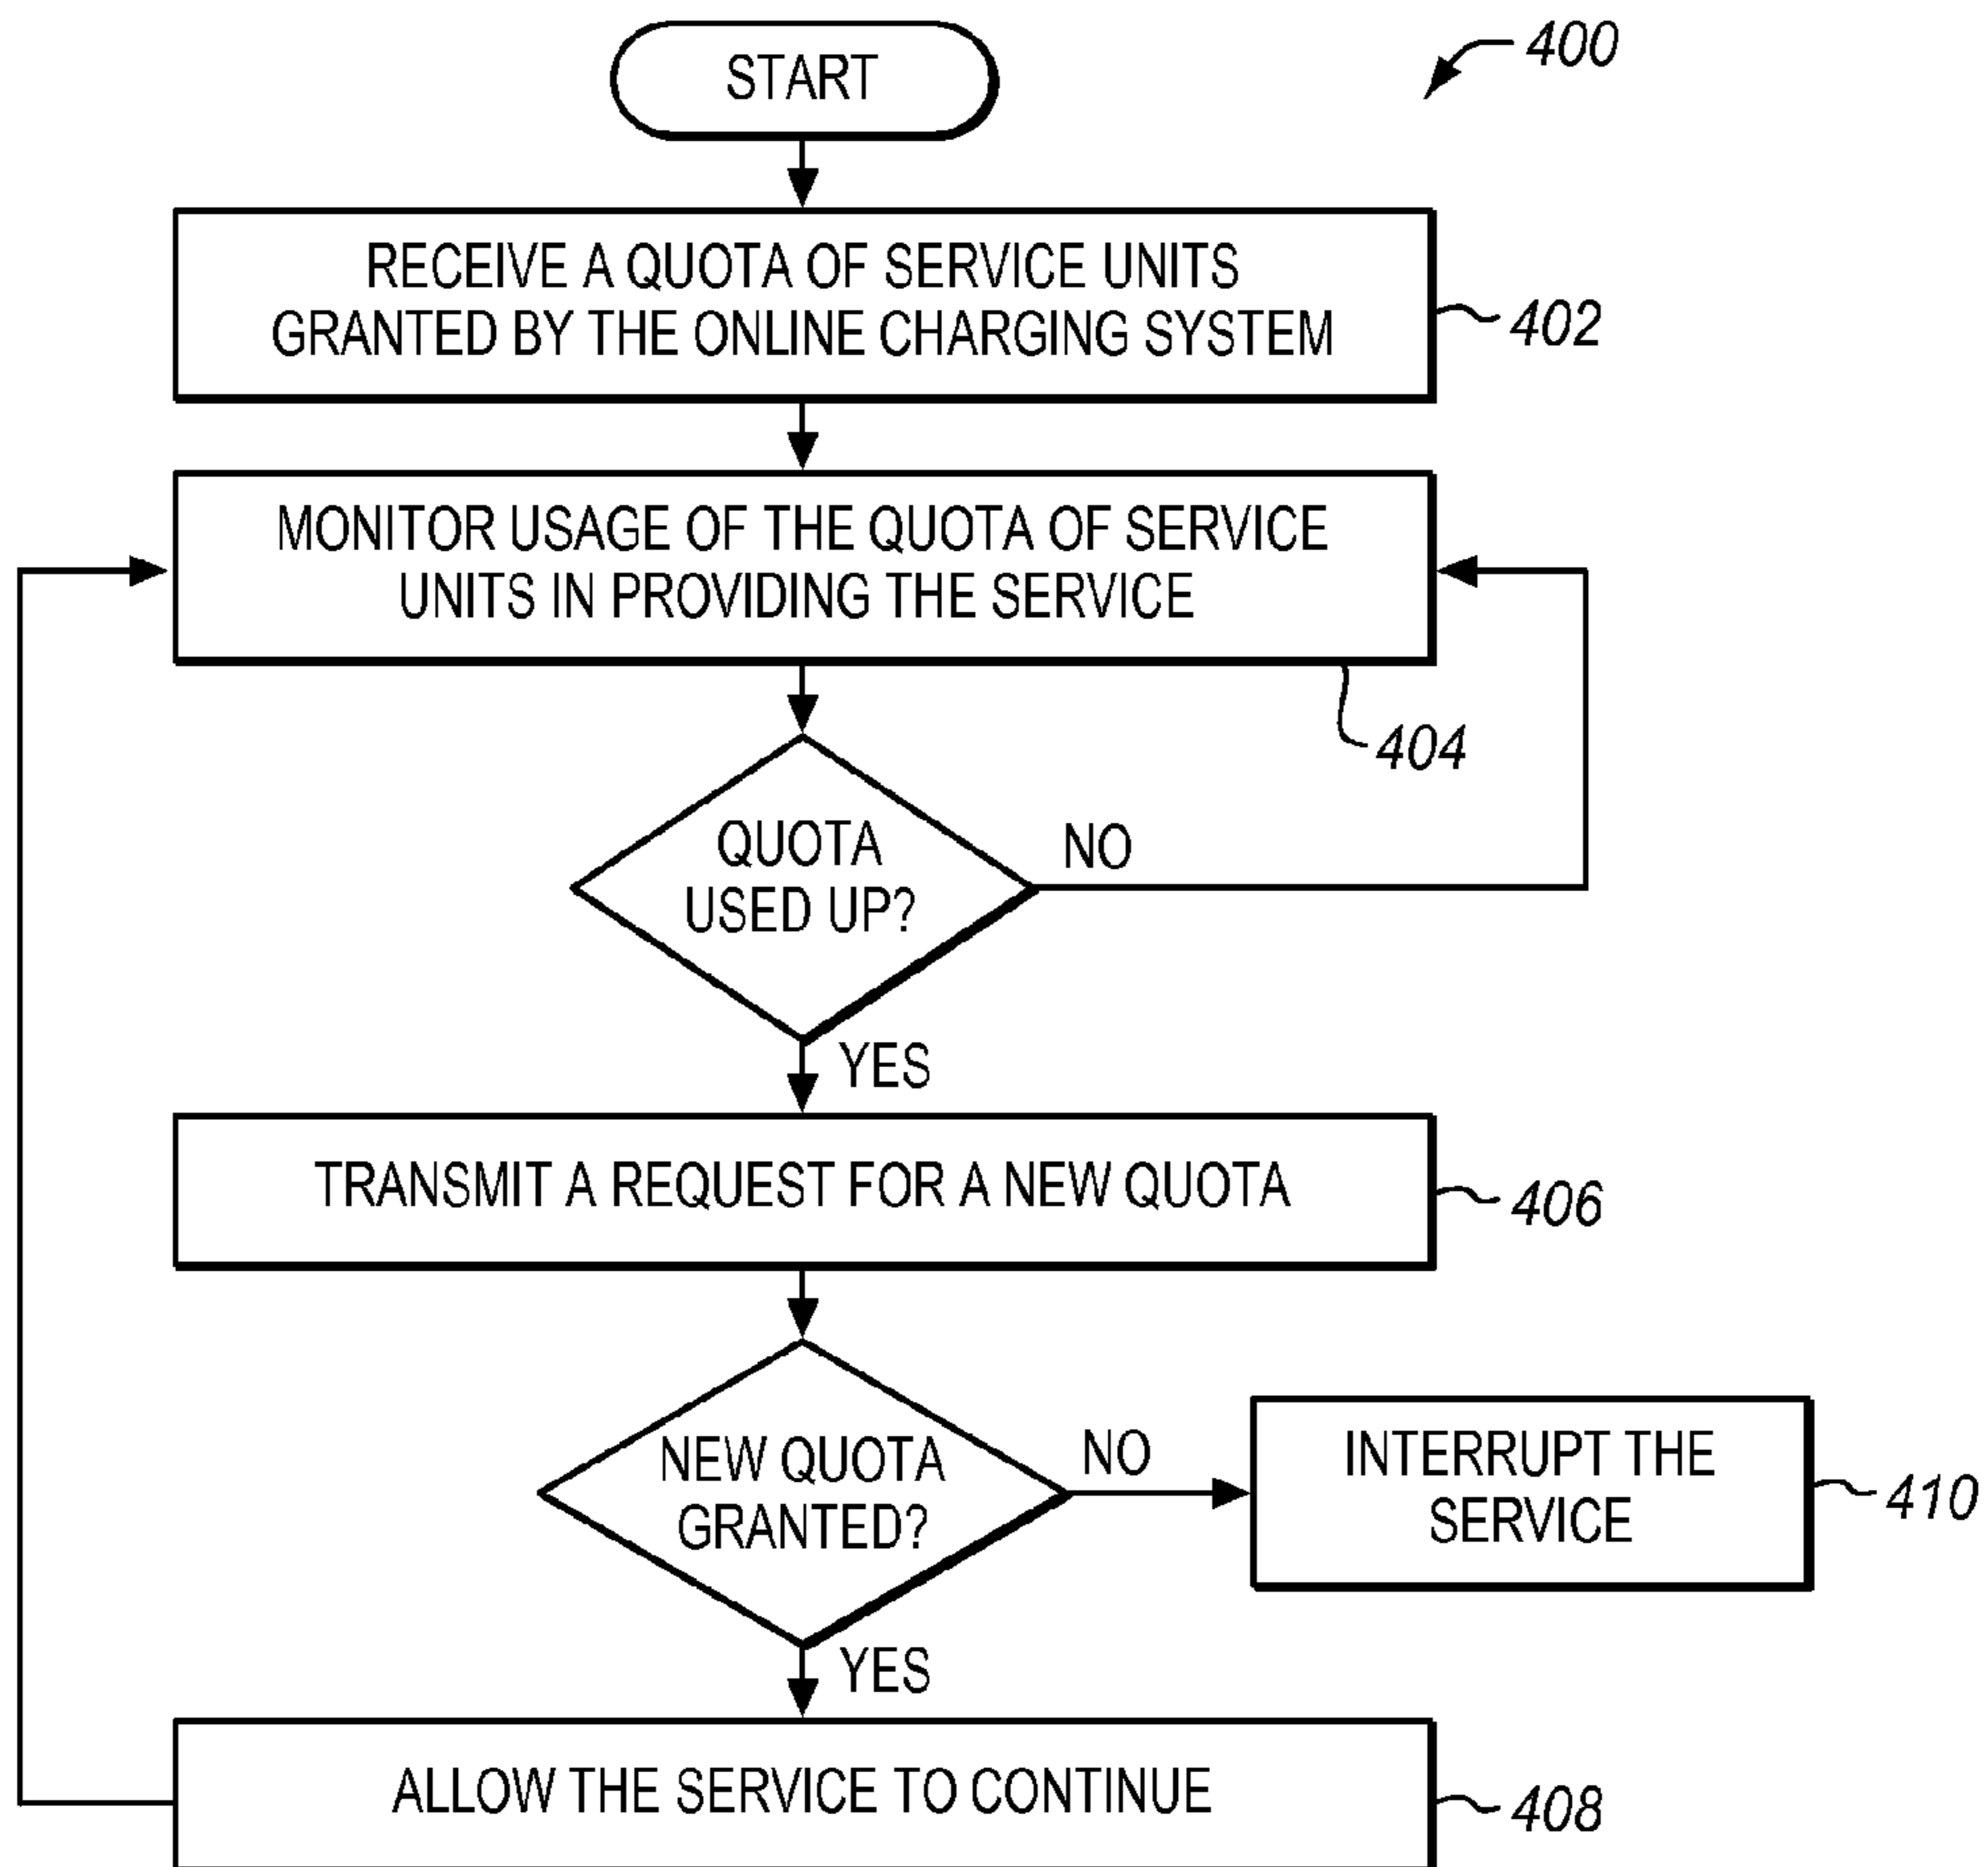 START
400
RECEIVE A QUOTA OF SERVICE UNITS
GRANTED BY THE ONLINE CHARGING SYSTEM
402
MONITOR USAGE OF THE QUOTA OF SERVICE
UNITS IN PROVIDING THE SERVICE
404
QUOTA
USED UP?
NO
YES
TRANSMIT A REQUEST FOR A NEW QUOTA
406
NEW QUOTA
GRANTED?
NO
INTERRUPT THE
SERVICE
410
YES
ALLOW THE SERVICE TO CONTINUE
408